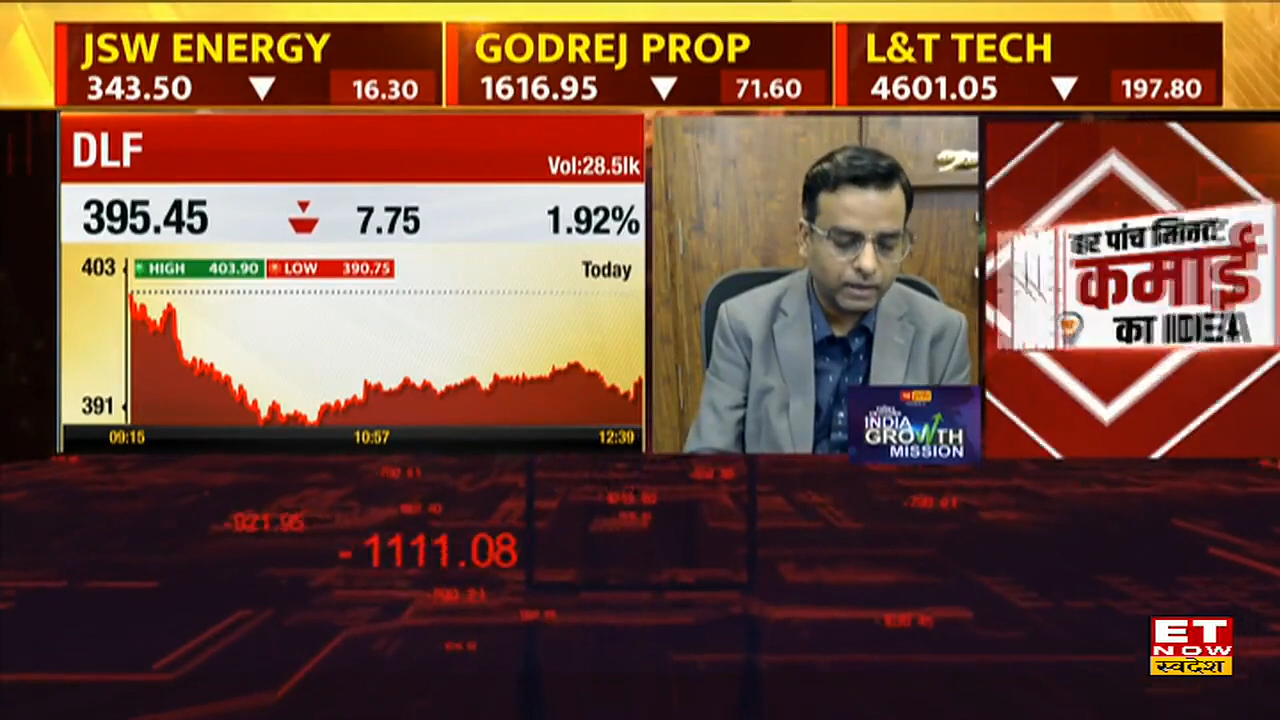 JSW ENERGY
343.50 ▼ 16.30
GODREJ PROP
1616.95 ▼ 71.60
L&T TECH
4601.05 ▼ 197.80
DLF
Vol:28.5lk
395.45 7.75 1.92%
403
HIGH 403.90 LOW 390.75
Today
391
09:15 10:57 12:39
INDIA
GROWTH
MISSION
हर पांच मिनट
कमाई
का IDEA
-921.95
- 1111.08
ET
NOW
स्वदेश